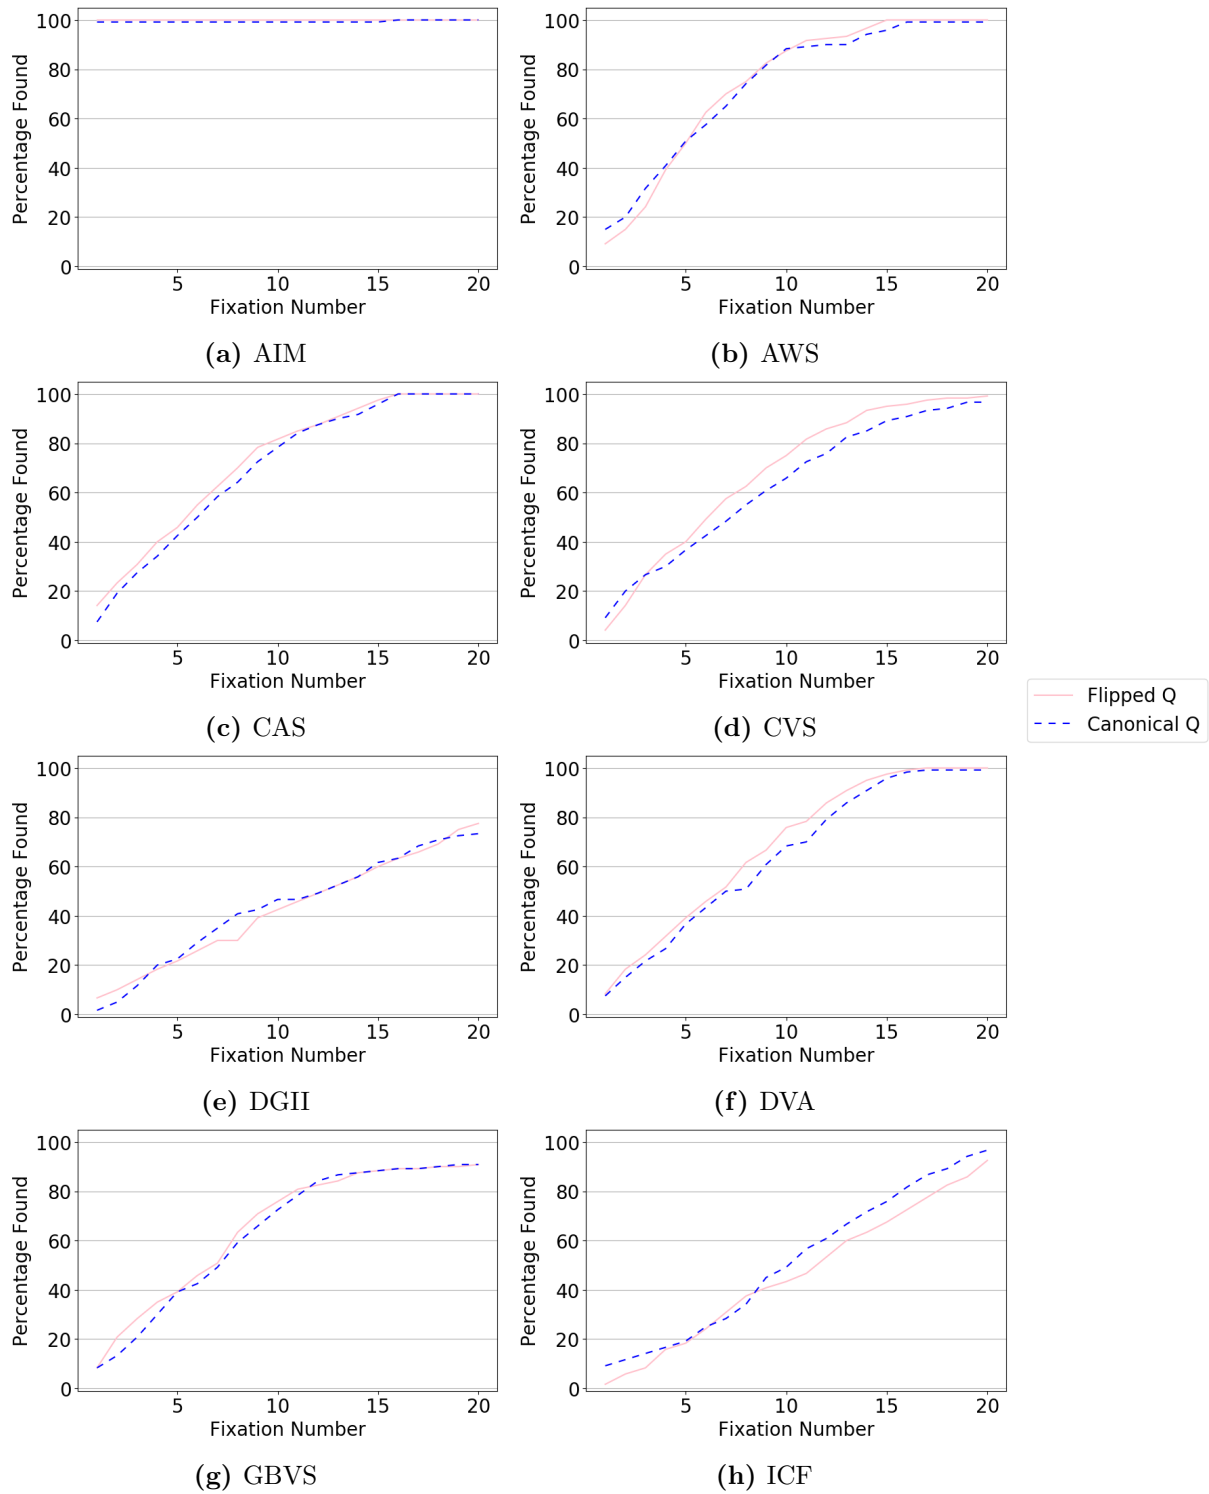 100
80
60
40
20
0
Percentage Found
5 10 15 20
Fixation Number
(a) AIM
100
80
60
40
20
0
Percentage Found
5 10 15 20
Fixation Number
(b) AWS
100
80
60
40
20
0
Percentage Found
5 10 15 20
Fixation Number
(c) CAS
100
80
60
40
20
0
Percentage Found
5 10 15 20
Fixation Number
(d) CVS
Flipped Q
Canonical Q
100
80
60
40
20
0
Percentage Found
5 10 15 20
Fixation Number
(e) DGII
100
80
60
40
20
0
Percentage Found
5 10 15 20
Fixation Number
(f) DVA
100
80
60
40
20
0
Percentage Found
5 10 15 20
Fixation Number
(g) GBVS
100
80
60
40
20
0
Percentage Found
5 10 15 20
Fixation Number
(h) ICF